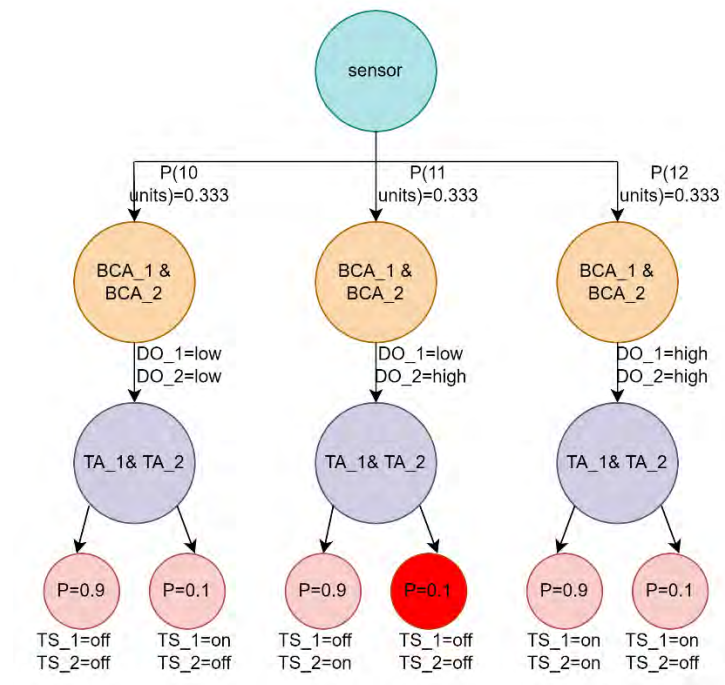 sensor
P(10
units)=0.333
P(11
units)=0.333
P(12
units)=0.333
BCA_1 &
BCA_2
BCA_1 &
BCA_2
BCA_1 &
BCA_2
DO_1=low
DO_2=low
DO_1=low
DO_2=high
DO_1=high
DO_2=high
TA_1& TA_2
TA_1& TA_2
TA_1& TA_2
P=0.9
P=0.1
P=0.9
P=0.1
P=0.9
P=0.1
TS_1=off
TS_2=off
TS_1=on
TS_2=off
TS_1=off
TS_2=on
TS_1=off
TS_2=off
TS_1=on
TS_2=on
TS_1=on
TS_2=off